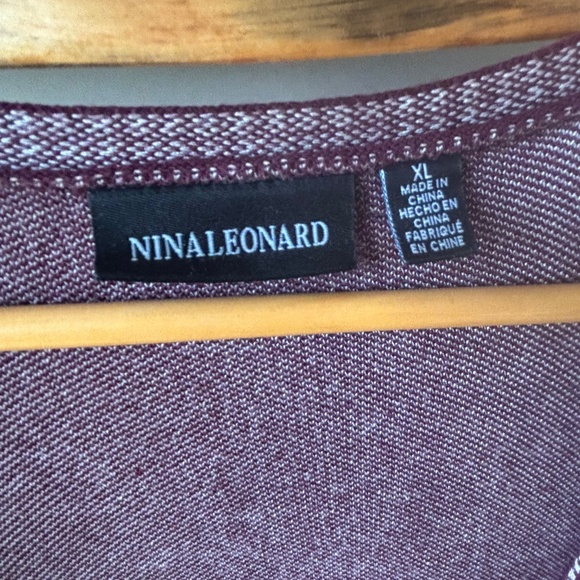 NINALEONARD
XL
MADE IN
CHINA
HECHO EN
CHINA
FABRIQUÉ
EN CHINE